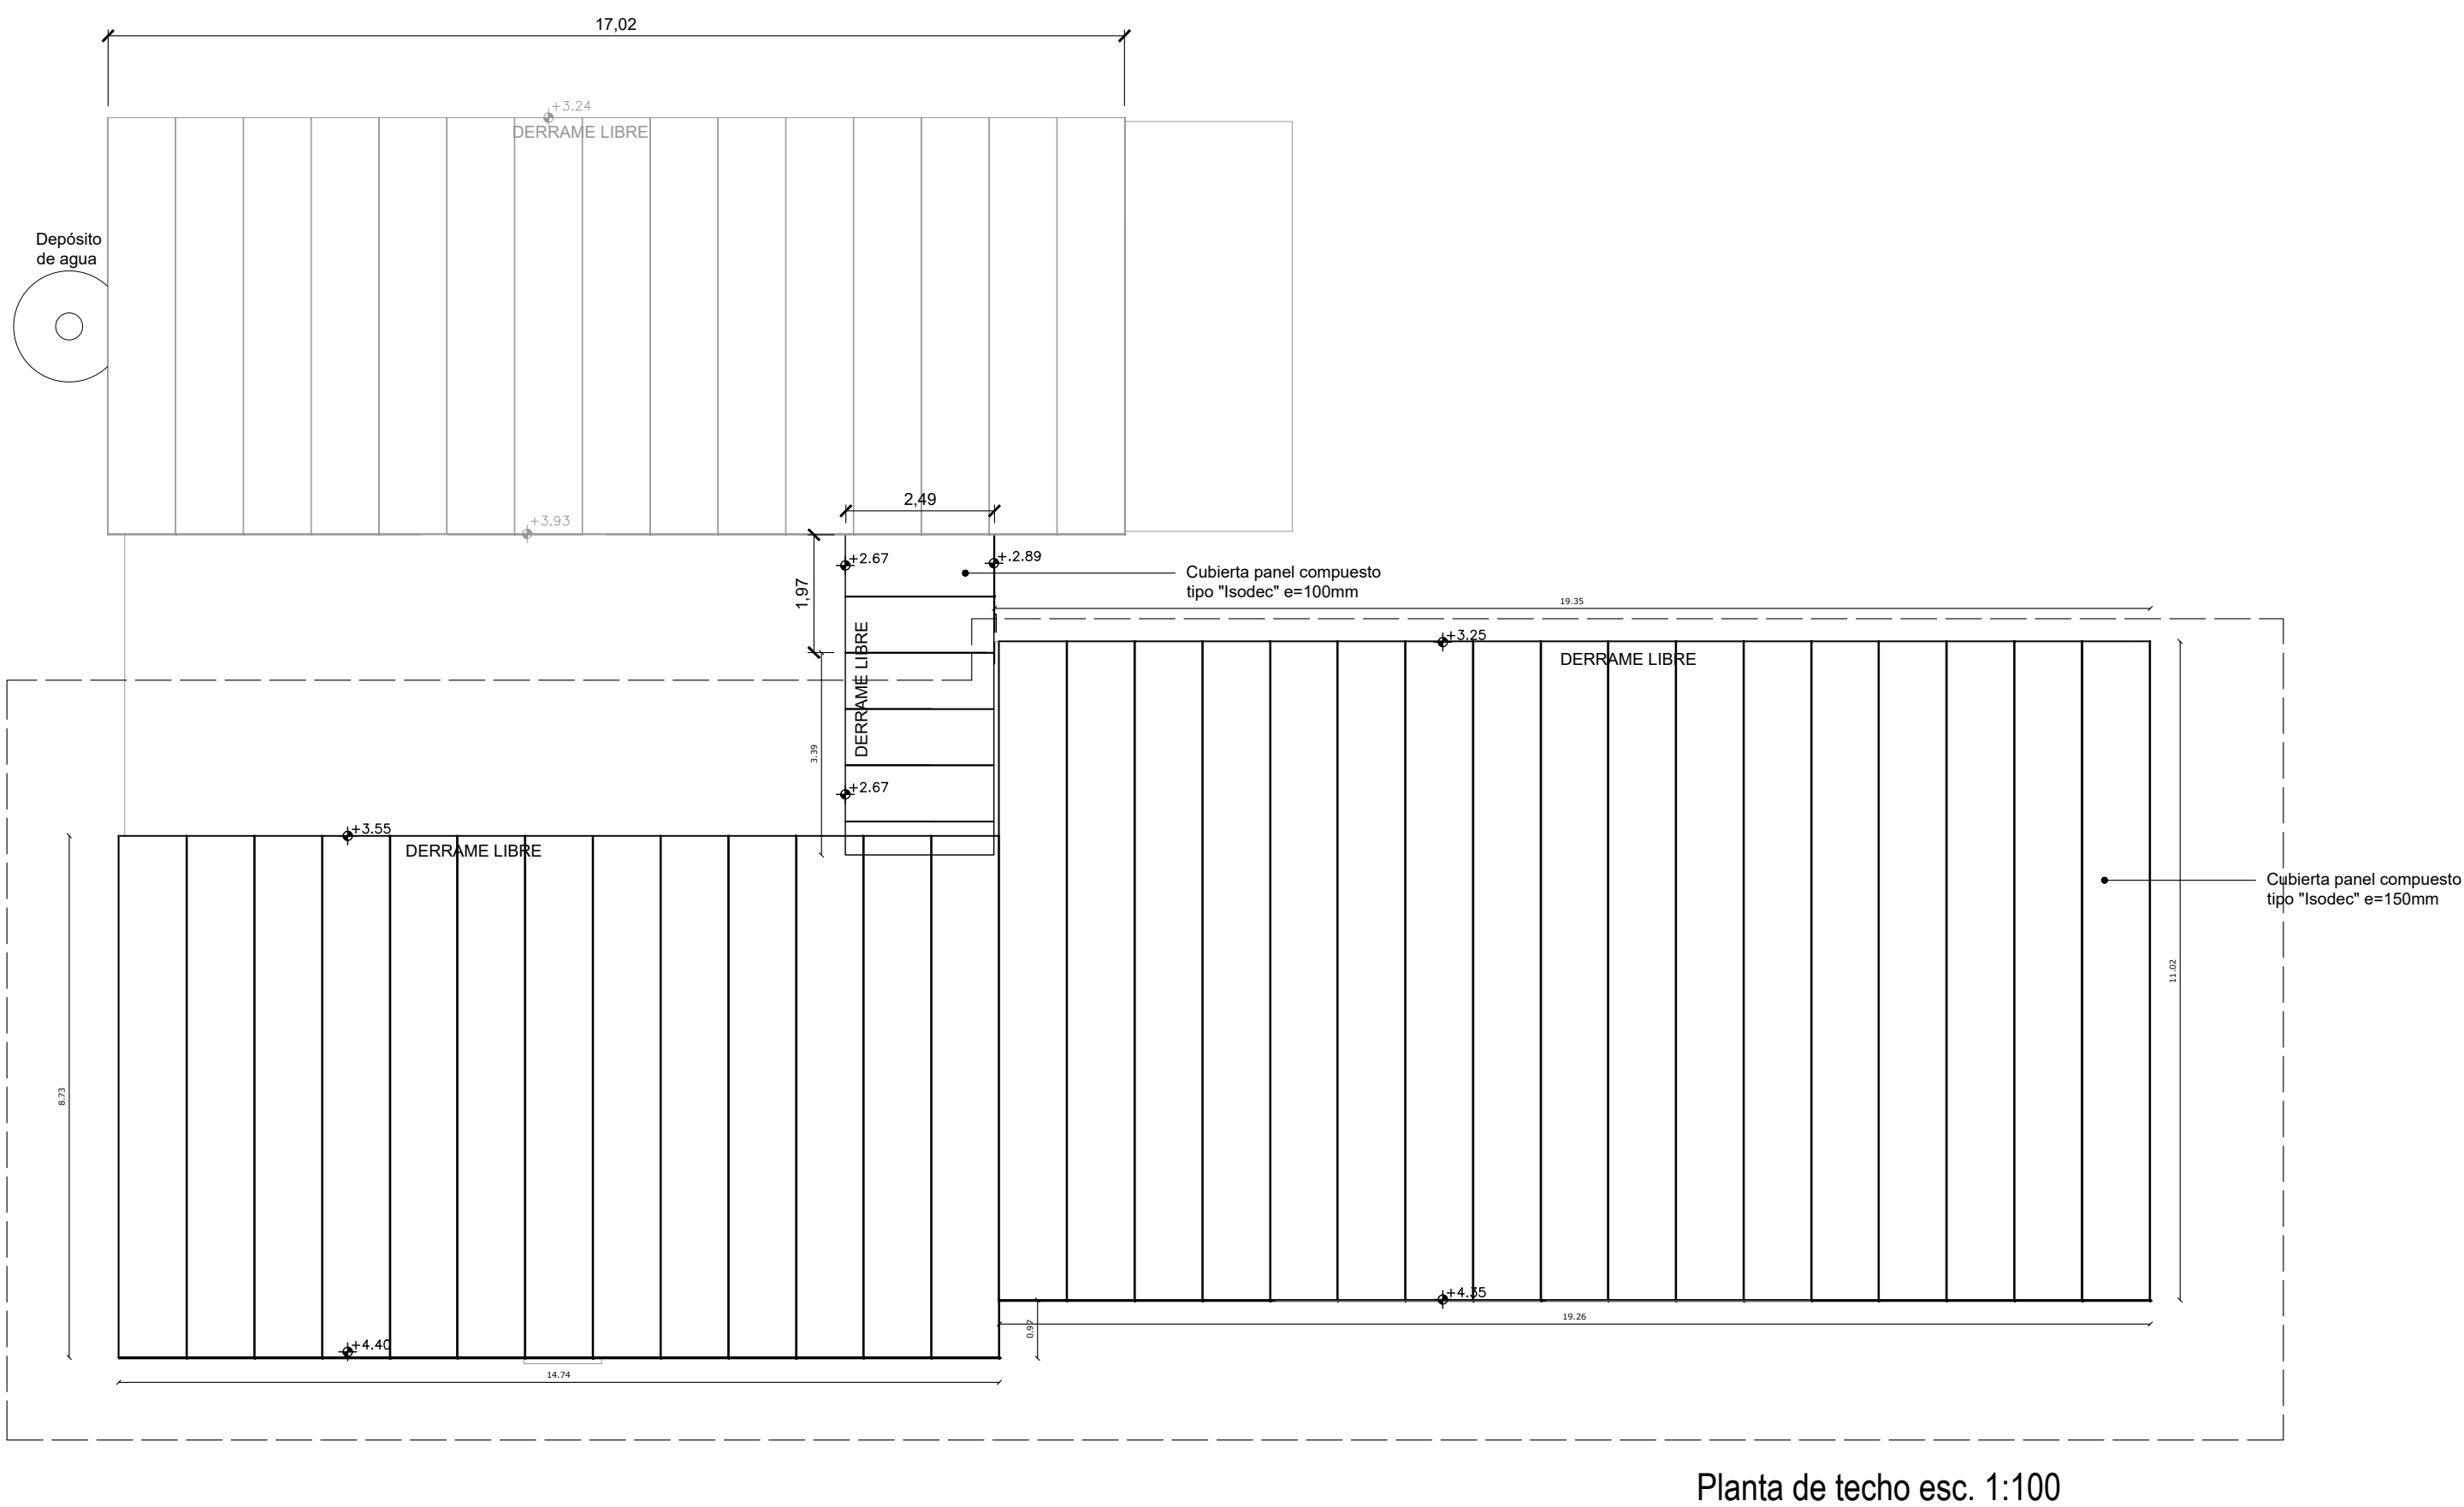 17,02
+3.24
DERRAME LIBRE
Depósito
de agua
2,49
+3.93
+2.67
+.2.89
Cubierta panel compuesto
tipo "Isodec" e=100mm
1,97
19.35
DERRAME LIBRE
+3.25
DERRAME LIBRE
3.39
+2.67
+3.55
DERRAME LIBRE
Cubierta panel compuesto
tipo "Isodec" e=150mm
11.02
8.73
+4.35
19.26
0.97
+4.40
14.74
Planta de techo esc. 1:100